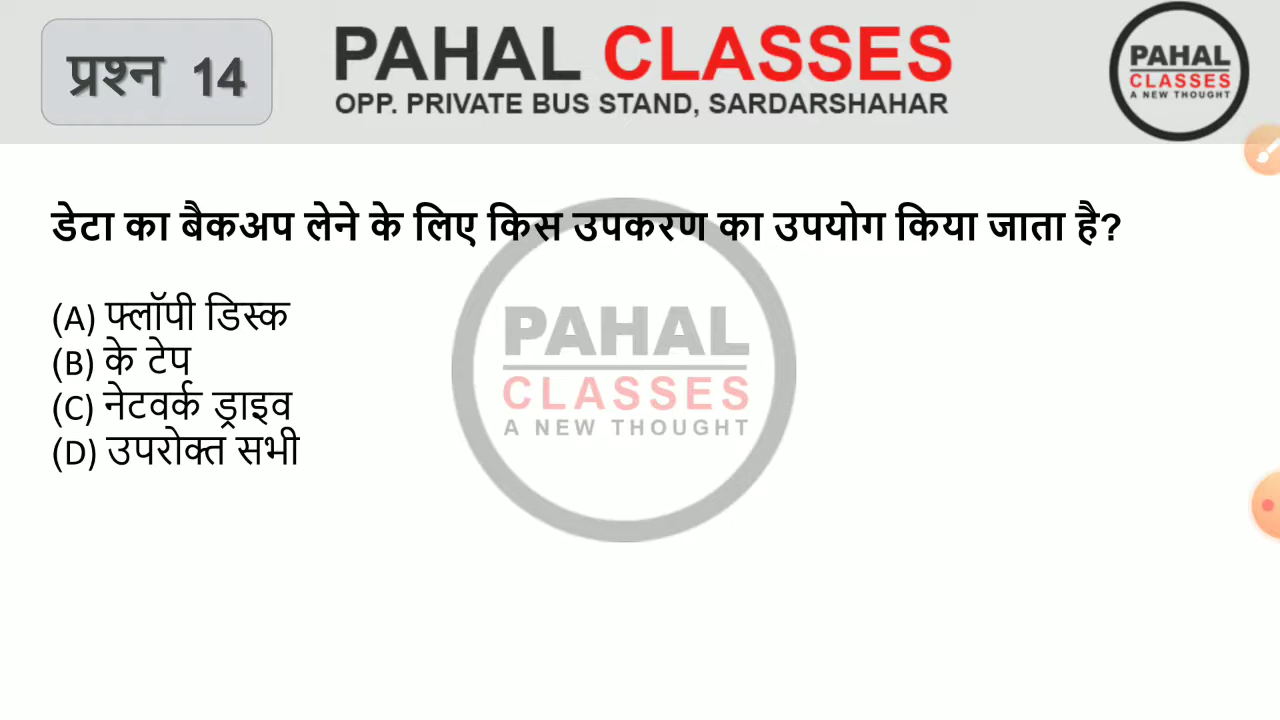 प्रश्न 14
PAHAL CLASSES
OPP. PRIVATE BUS STAND, SARDARSHAHAR
PAHAL
CLASSES
A NEW THOUGHT
डेटा का बैकअप लेने के लिए किस उपकरण का उपयोग किया जाता है?
(A) फ्लॉपी डिस्क
(B) के टेप
(C) नेटवर्क ड्राइव
(D) उपरोक्त सभी
PAHAL
CLASSES
A NEW THOUGHT